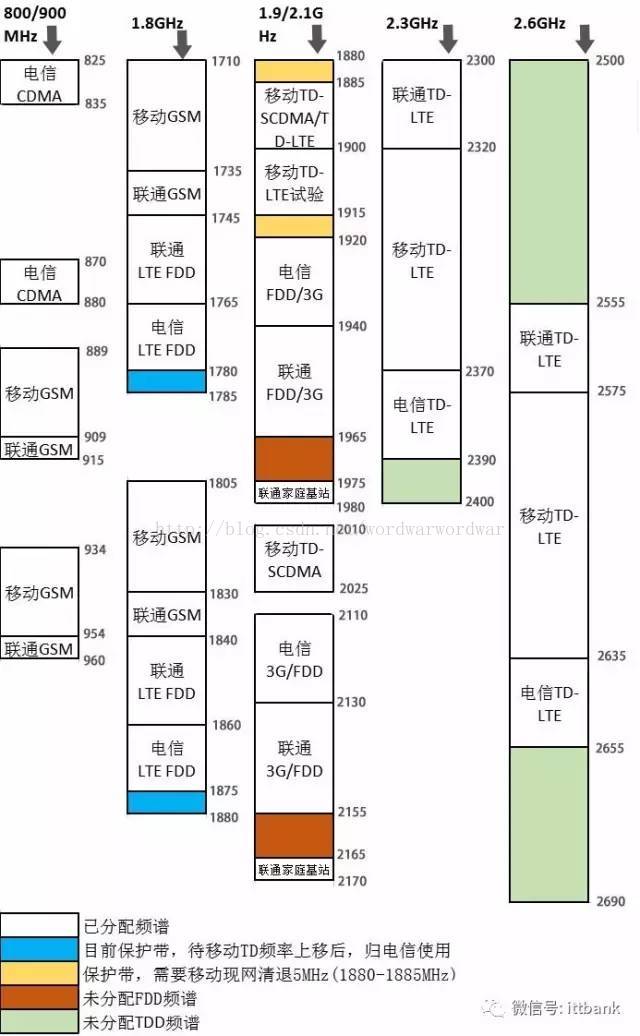 800/900
MHz
825
电信
CDMA
835
870
电信
CDMA
880
889
移动GSM
909
联通GSM
915
934
移动GSM
954
联通GSM
960
1.8GHz
1710
移动GSM
1735
联通GSM
1745
联通
LTE FDD
1765
电信
LTE FDD
1780
1785
1805
移动GSM
1830
联通GSM
1840
联通
LTE FDD
1860
电信
LTE FDD
1875
1880
1.9/2.1G
Hz
1880
1885
移动TD-
SCDMA/T
D-LTE
1900
移动TD-
LTE试验
1915
1920
电信
FDD/3G
1940
联通
FDD/3G
1965
1975
联通家庭基站
1980
2010
移动TD-
SCDMA
2025
2110
电信
3G/FDD
2130
联通
3G/FDD
2155
2165
联通家庭基站
2170
2.3GHz
2300
联通TD-
LTE
2320
移动TD-
LTE
2370
电信TD-
LTE
2390
2400
2.6GHz
2500
2555
联通TD-
LTE
2575
移动TD-
LTE
2635
电信TD-
LTE
2655
2690
已分配频谱
目前保护带，待移动TD频率上移后，归电信使用
保护带，需要移动现网清退5MHz(1880-1885MHz)
未分配FDD频谱
未分配TDD频谱
微信号: ittbank